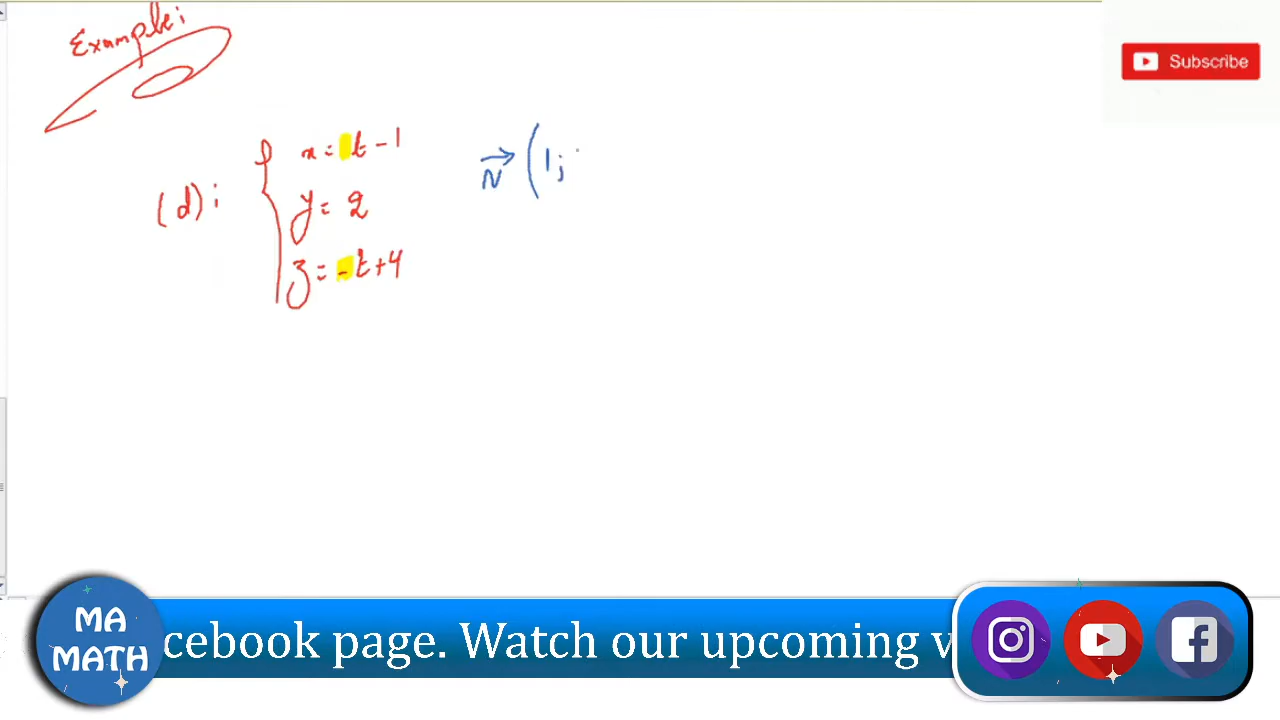 Example:
Subscribe
x = t - 1
(d): y = 2
z = -t + 4
N (1;
MA
MATH
cebook page. Watch our upcoming v